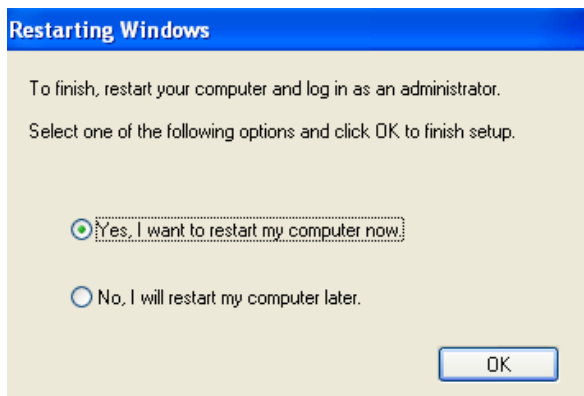 Restarting Windows
To finish, restart your computer and log in as an administrator.
Select one of the following options and click OK to finish setup.
Yes, I want to restart my computer now.
No, I will restart my computer later.
OK